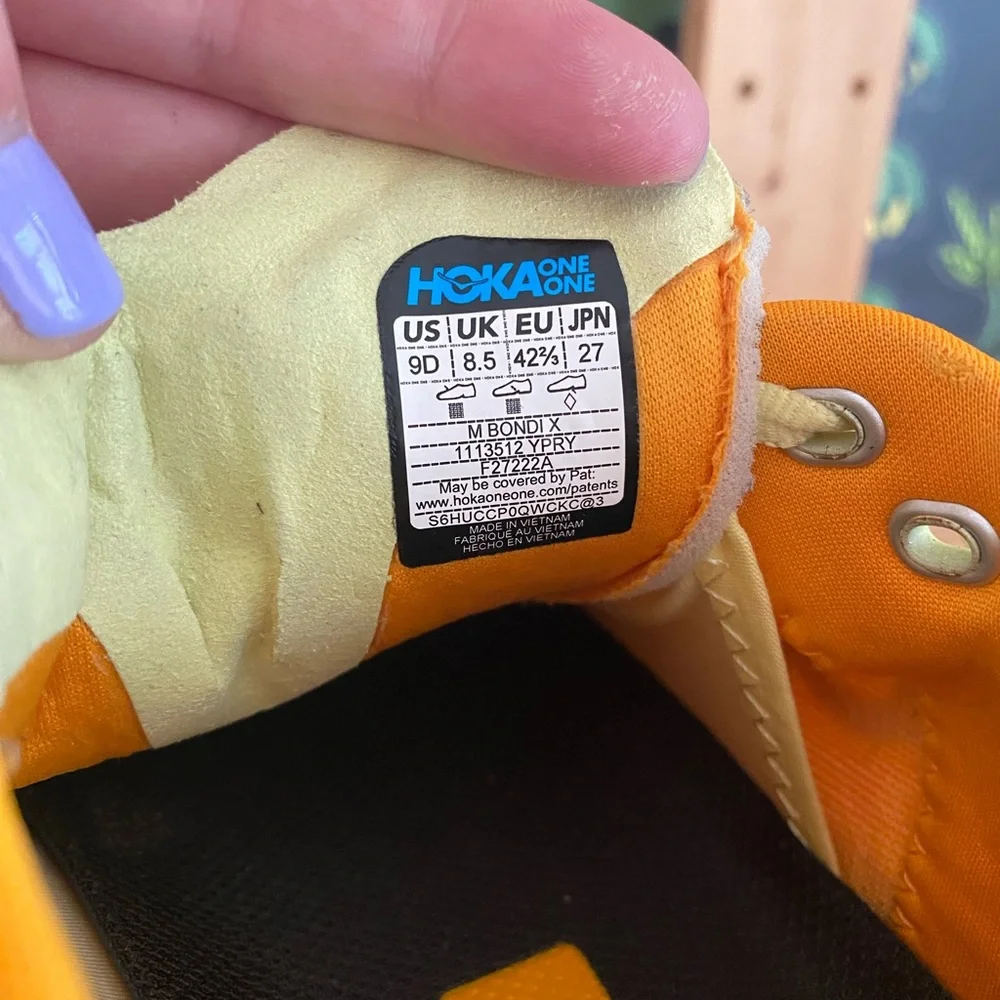 HOKA ONE ONE
US UK EU JPN
9D 8.5 42⅔ 27
M BONDI X
1113512 YPRY
F27222A
May be covered by Pat:
www.hokaoneone.com/patents
S6HUCCP0QWCKC@3
MADE IN VIETNAM
FABRIQUE AU VIETNAM
HECHO EN VIETNAM